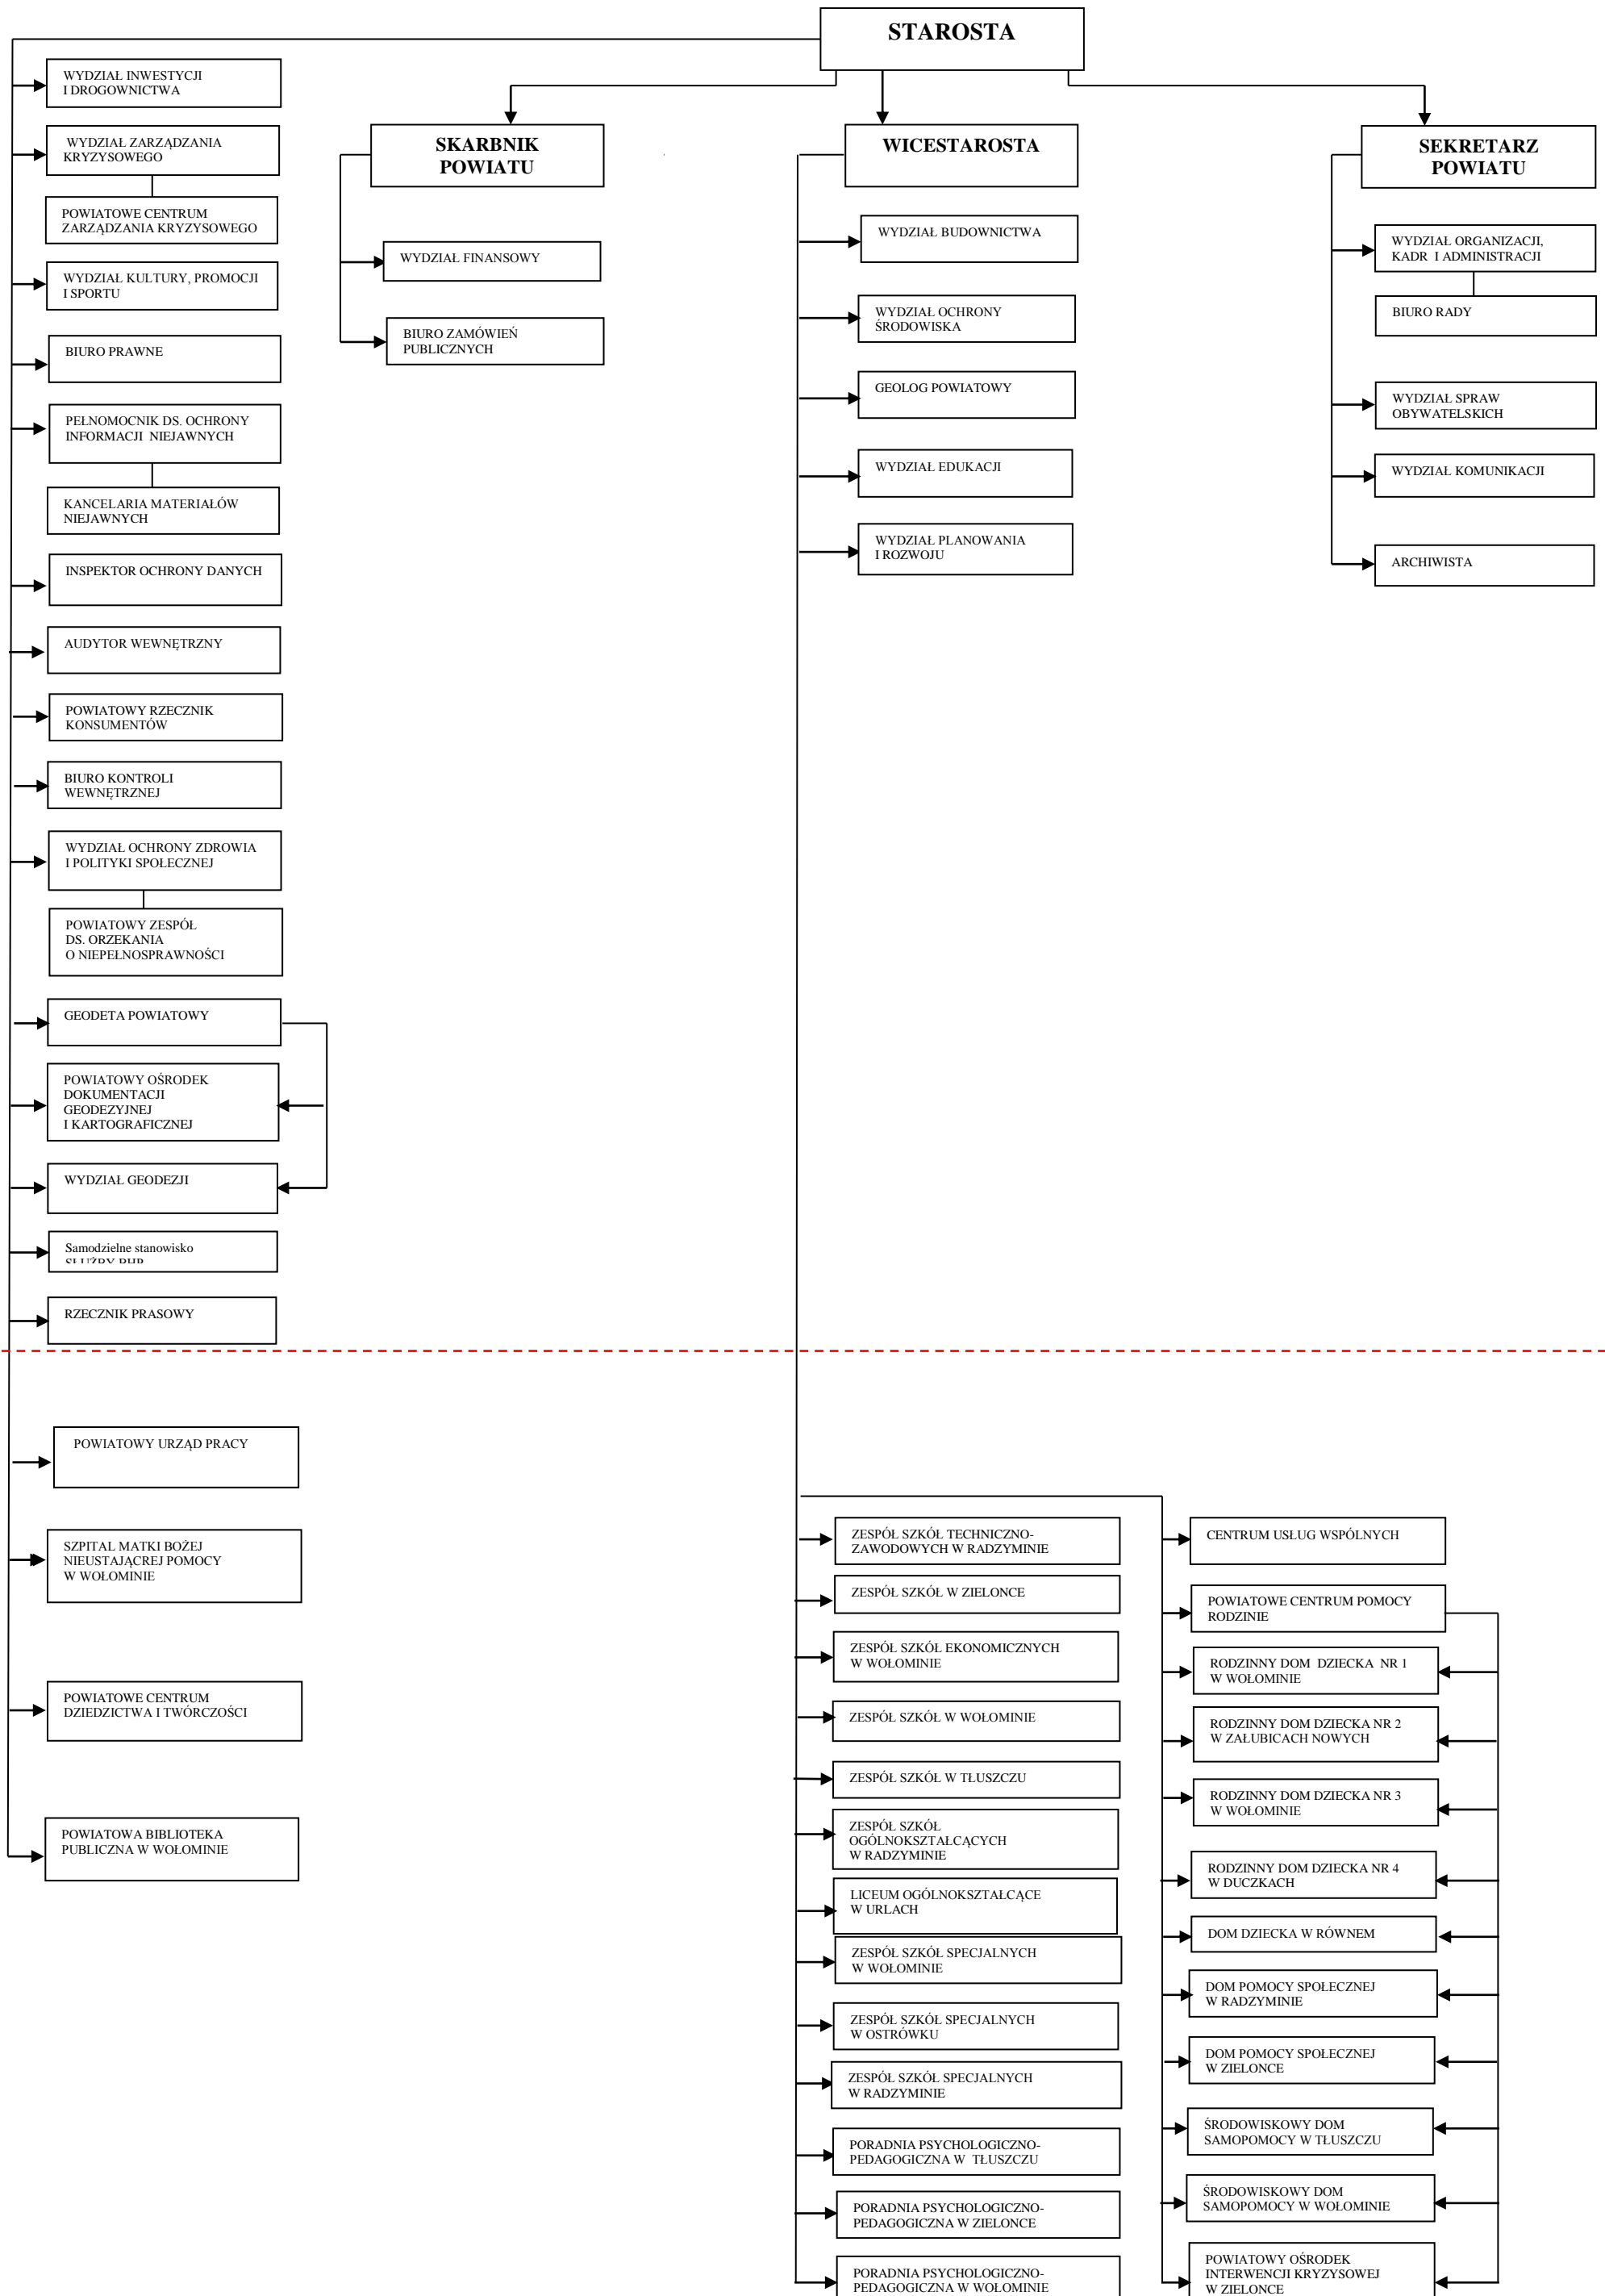 STAROSTA
WYDZIAŁ INWESTYCJI
I DROGOWNICTWA
WYDZIAŁ ZARZĄDZANIA
KRYZYSOWEGO
POWIATOWE CENTRUM
ZARZĄDZANIA KRYZYSOWEGO
WYDZIAŁ KULTURY, PROMOCJI
I SPORTU
BIURO PRAWNE
PEŁNOMOCNIK DS. OCHRONY
INFORMACJI NIEJAWNYCH
KANCELARIA MATERIAŁÓW
NIEJAWNYCH
INSPEKTOR OCHRONY DANYCH
AUDYTOR WEWNĘTRZNY
POWIATOWY RZECZNIK
KONSUMENTÓW
BIURO KONTROLI
WEWNĘTRZNEJ
WYDZIAŁ OCHRONY ZDROWIA
I POLITYKI SPOŁECZNEJ
POWIATOWY ZESPÓŁ
DS. ORZEKANIA
O NIEPEŁNOSPRAWNOŚCI
GEODETA POWIATOWY
POWIATOWY OŚRODEK
DOKUMENTACJI
GEODEZYJNEJ
I KARTOGRAFICZNEJ
WYDZIAŁ GEODEZJI
Samodzielne stanowisko
SŁUŻBY BHP
RZECZNIK PRASOWY
SKARBNIK
POWIATU
WYDZIAŁ FINANSOWY
BIURO ZAMÓWIEŃ
PUBLICZNYCH
WICESTAROSTA
WYDZIAŁ BUDOWNICTWA
WYDZIAŁ OCHRONY
ŚRODOWISKA
GEOLOG POWIATOWY
WYDZIAŁ EDUKACJI
WYDZIAŁ PLANOWANIA
I ROZWOJU
SEKRETARZ
POWIATU
WYDZIAŁ ORGANIZACJI,
KADR I ADMINISTRACJI
BIURO RADY
WYDZIAŁ SPRAW
OBYWATELSKICH
WYDZIAŁ KOMUNIKACJI
ARCHIWISTA
POWIATOWY URZĄD PRACY
SZPITAL MATKI BOŻEJ
NIEUSTAJĄCREJ POMOCY
W WOŁOMINIE
POWIATOWE CENTRUM
DZIEDZICTWA I TWÓRCZOŚCI
POWIATOWA BIBLIOTEKA
PUBLICZNA W WOŁOMINIE
ZESPÓŁ SZKÓŁ TECHNICZNO-
ZAWODOWYCH W RADZYMINIE
ZESPÓŁ SZKÓŁ W ZIELONCE
ZESPÓŁ SZKÓŁ EKONOMICZNYCH
W WOŁOMINIE
ZESPÓŁ SZKÓŁ W WOŁOMINIE
ZESPÓŁ SZKÓŁ W TŁUSZCZU
ZESPÓŁ SZKÓŁ
OGÓLNOKSZTAŁCĄCYCH
W RADZYMINIE
LICEUM OGÓLNOKSZTAŁCĄCE
W URLACH
ZESPÓŁ SZKÓŁ SPECJALNYCH
W WOŁOMINIE
ZESPÓŁ SZKÓŁ SPECJALNYCH
W OSTRÓWKU
ZESPÓŁ SZKÓŁ SPECJALNYCH
W RADZYMINIE
PORADNIA PSYCHOLOGICZNO-
PEDAGOGICZNA W TŁUSZCZU
PORADNIA PSYCHOLOGICZNO-
PEDAGOGICZNA W ZIELONCE
PORADNIA PSYCHOLOGICZNO-
PEDAGOGICZNA W WOŁOMINIE
CENTRUM USŁUG WSPÓLNYCH
POWIATOWE CENTRUM POMOCY
RODZINIE
RODZINNY DOM DZIECKA NR 1
W WOŁOMINIE
RODZINNY DOM DZIECKA NR 2
W ZAŁUBICACH NOWYCH
RODZINNY DOM DZIECKA NR 3
W WOŁOMINIE
RODZINNY DOM DZIECKA NR 4
W DUCZKACH
DOM DZIECKA W RÓWNEM
DOM POMOCY SPOŁECZNEJ
W RADZYMINIE
DOM POMOCY SPOŁECZNEJ
W ZIELONCE
ŚRODOWISKOWY DOM
SAMOPOMOCY W TŁUSZCZU
ŚRODOWISKOWY DOM
SAMOPOMOCY W WOŁOMINIE
POWIATOWY OŚRODEK
INTERWENCJI KRYZYSOWEJ
W ZIELONCE